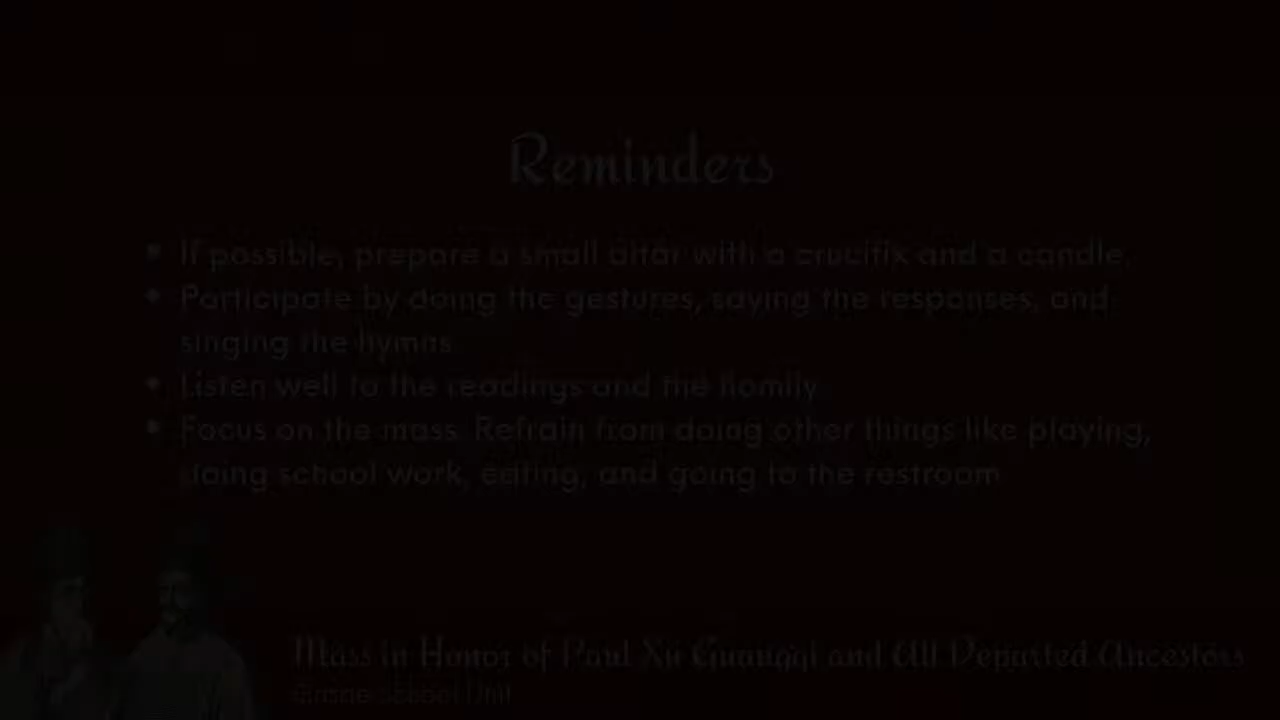 Reminders
• If possible, prepare a small altar with a crucifix and a candle.
• Participate by doing the gestures, saying the responses, and
singing the hymns
• Listen well to the readings and the homily
• Focus on the mass. Refrain from doing other things like playing,
doing school work, eating, and going to the restroom
Mass in Honor of Paul Xu Guangqi and All Departed Ancestors
School Unit